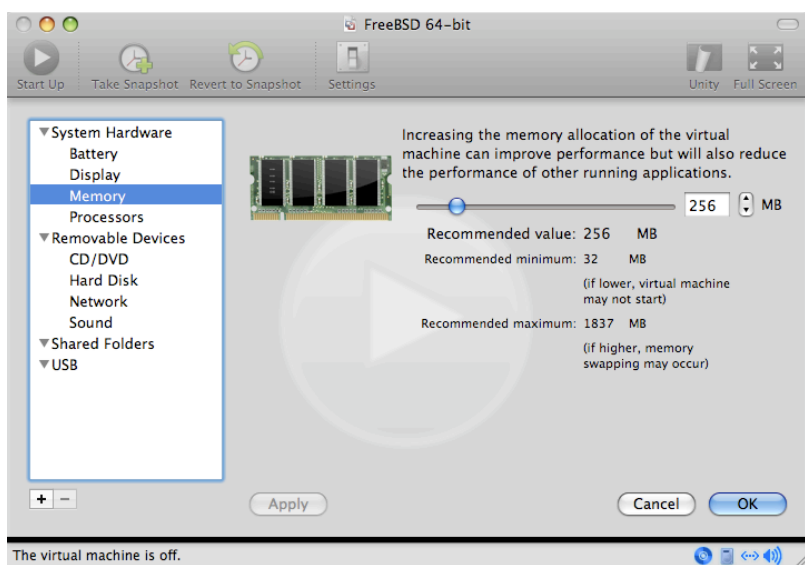 FreeBSD 64-bit
Start Up Take Snapshot Revert to Snapshot Settings Unity Full Screen
▼System Hardware
Battery
Display
Memory
Processors
▼Removable Devices
CD/DVD
Hard Disk
Network
Sound
▼Shared Folders
▼USB
Increasing the memory allocation of the virtual
machine can improve performance but will also reduce
the performance of other running applications.
256 MB
Recommended value: 256 MB
Recommended minimum: 32 MB
(if lower, virtual machine
may not start)
Recommended maximum: 1837 MB
(if higher, memory
swapping may occur)
+ −
Apply Cancel OK
The virtual machine is off.